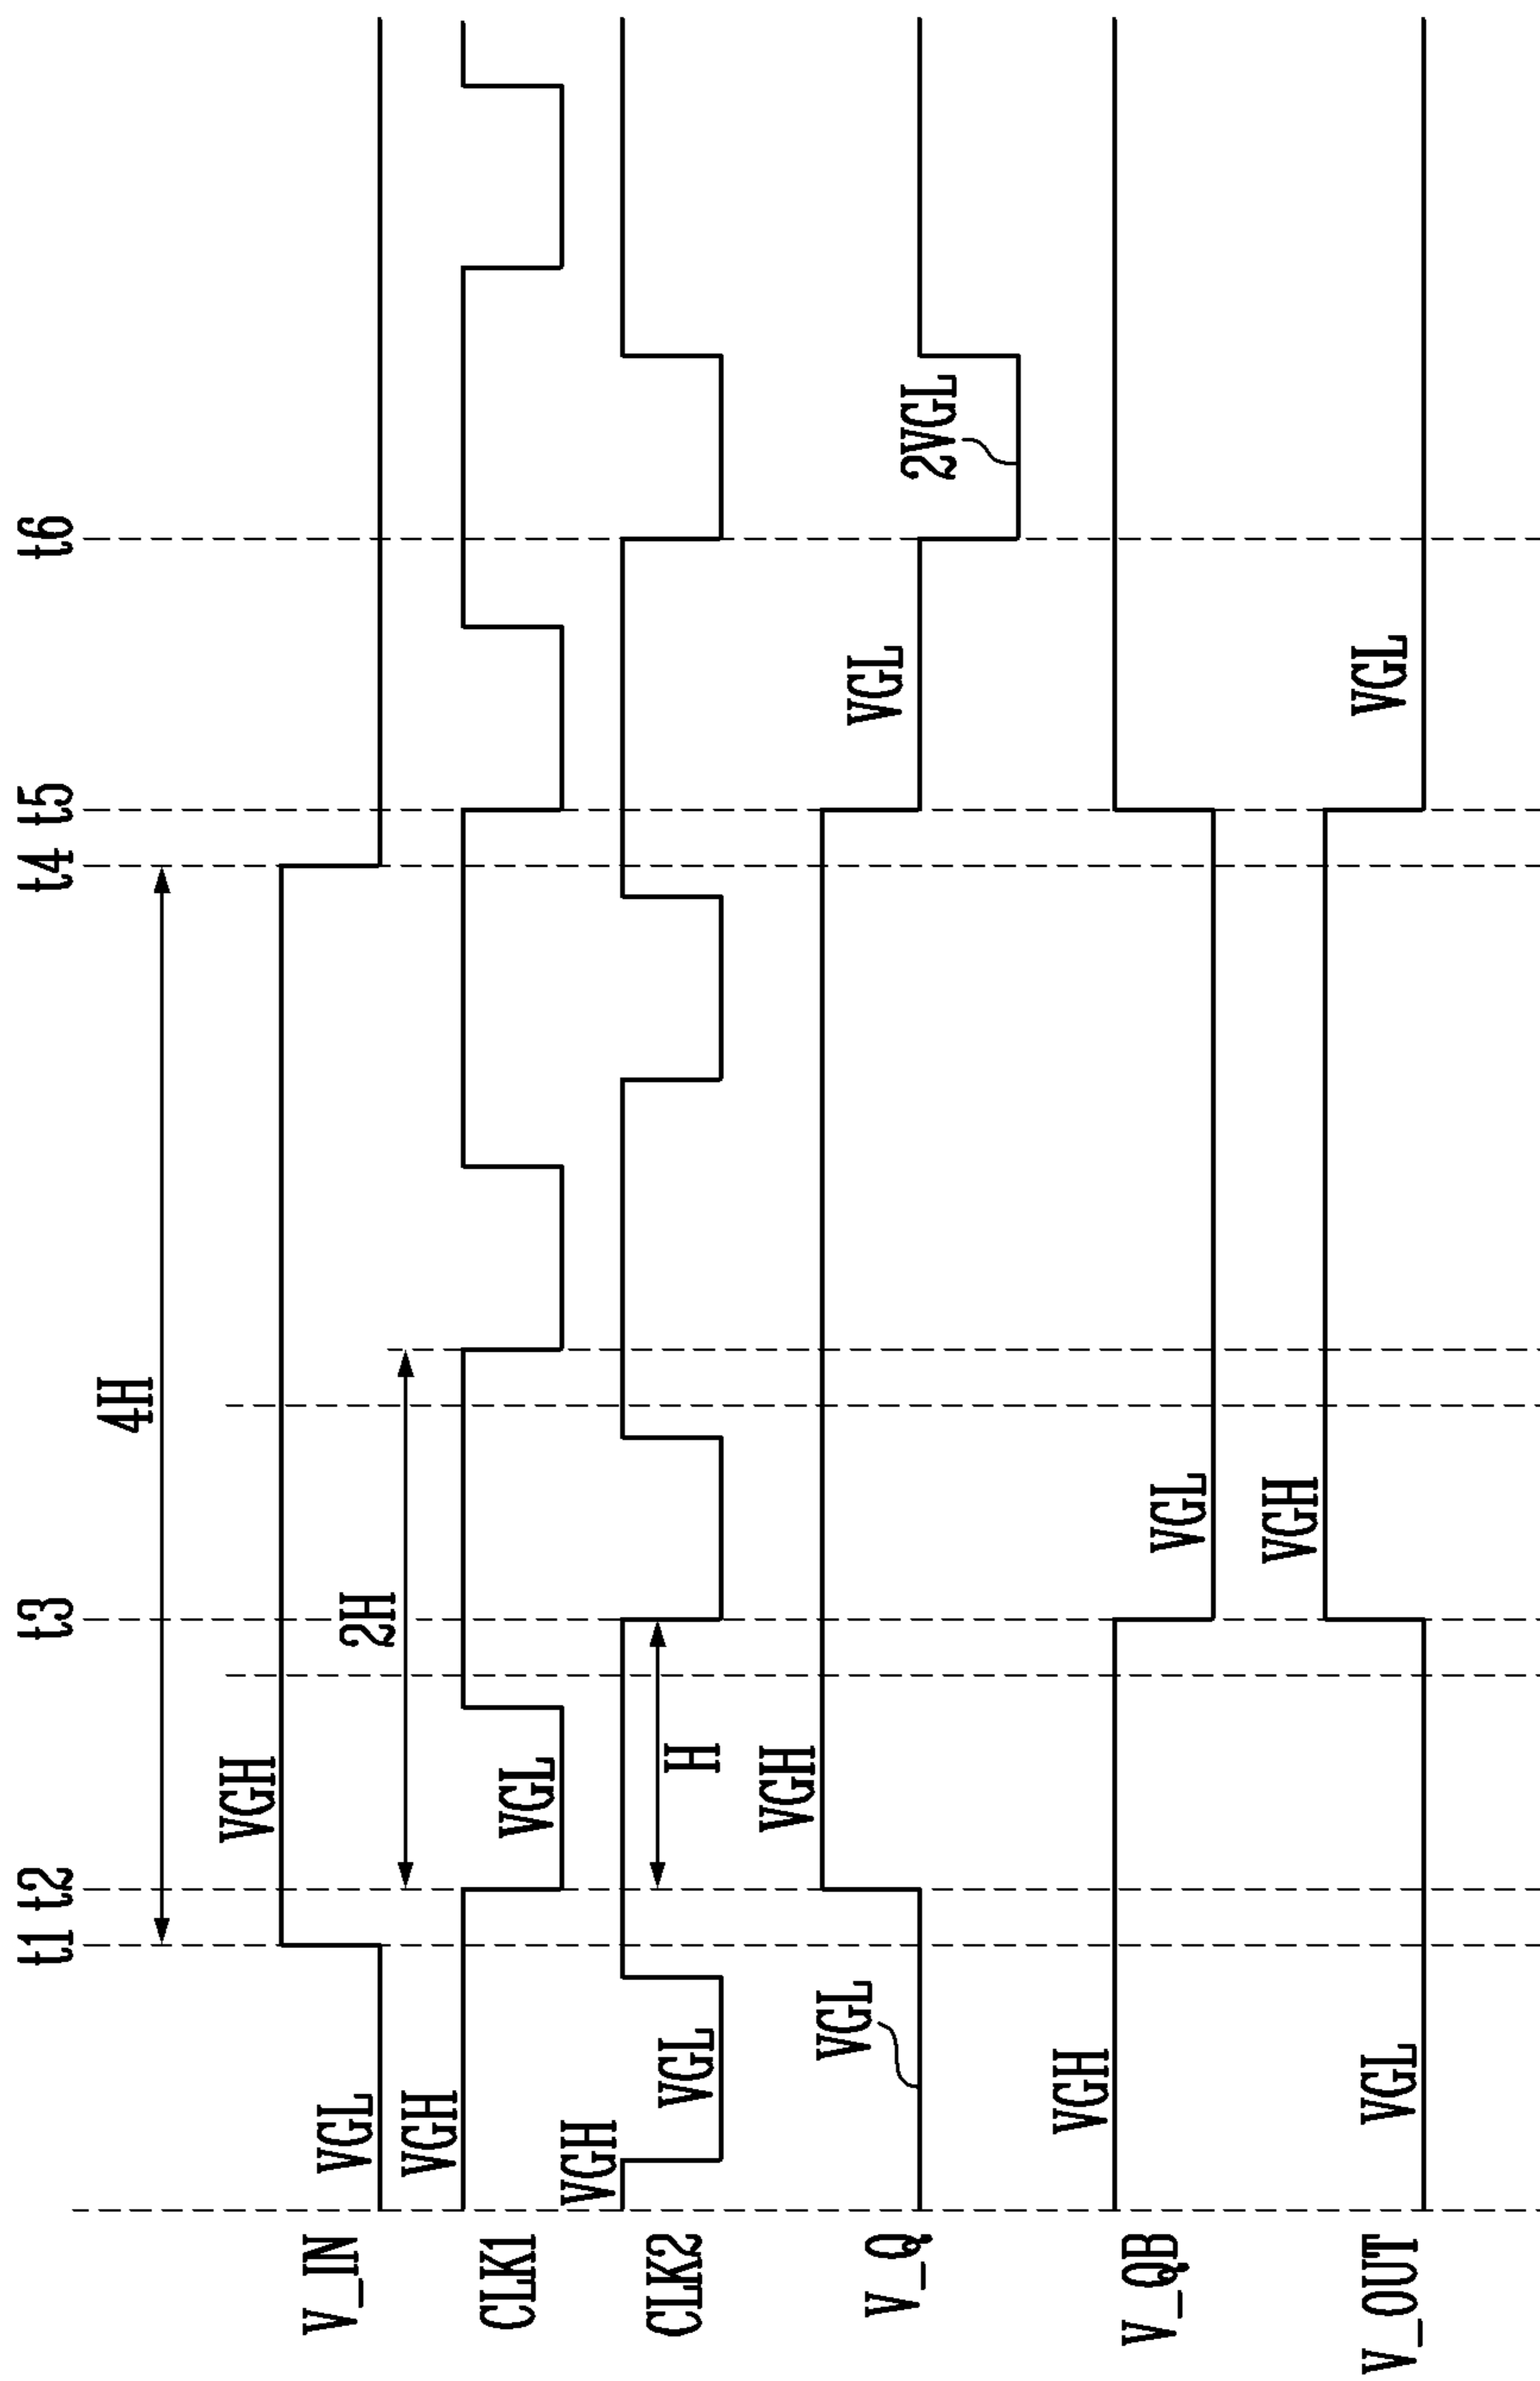 t1 t2 t3 t4 t5 t6
4H
V_IN VGL VGH
2H
CLK1 VGH VGL
CLK2 VGH VGL H
V_Q VGL VGH VGL 2VGL
V_QB VGH VGL
V_OUT VGL VGH VGL